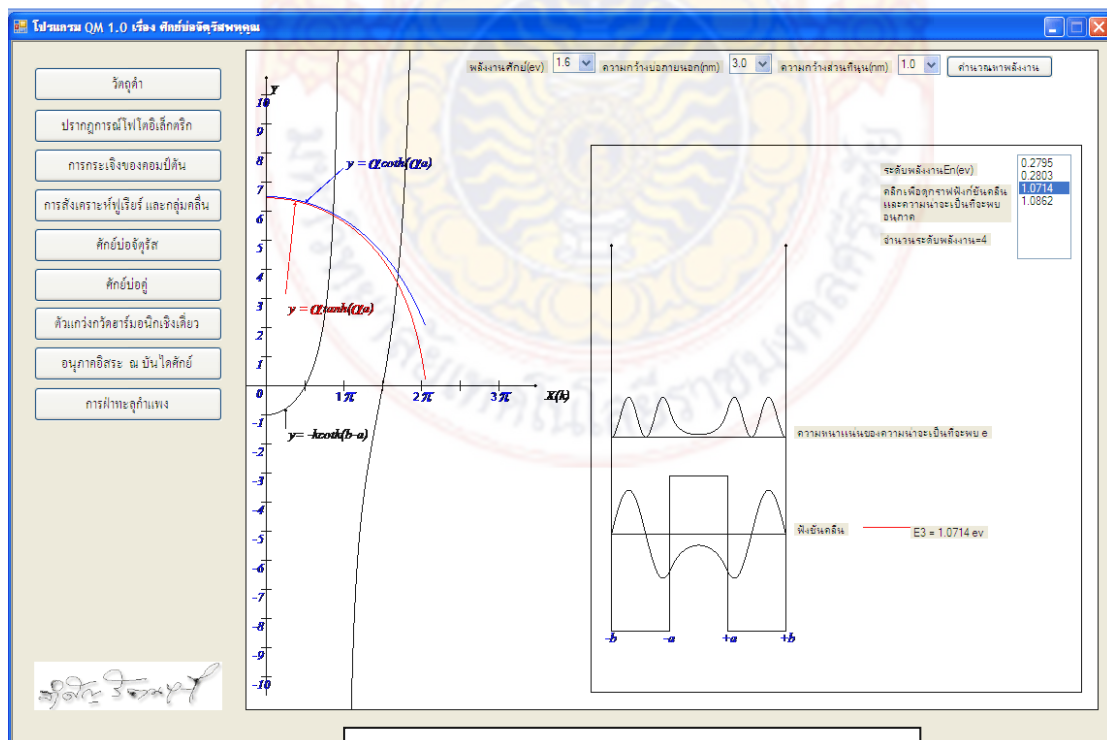 โปรแกรม QM 1.0 เรื่อง ศักย์บ่อจัตุรัสพหุคูณ
วัตถุดำ
ปรากฏการณ์โฟโตอิเล็กตริก
การกระเจิงของคอมป์ตัน
การสังเคราะห์ฟูเรียร์ และกลุ่มคลื่น
ศักย์บ่อจัตุรัส
ศักย์บ่อคู่
ตัวแกว่งกวัดฮาร์มอนิกเชิงเดี่ยว
อนุภาคอิสระ ณ บันไดศักย์
การฝ่าทะลุกำแพง
พลังงานศักย์(ev) 1.6 ความกว้างบ่อภายนอก(nm) 3.0 ความกว้างส่วนที่นูน(nm) 1.0 คำนวณหาพลังงาน
Y
10
9
8
7
6
5
4
3
2
1
0
-1
-2
-3
-4
-5
-6
-7
-8
-9
-10
1π 2π 3π X(k)
y = αcoth(αa)
y = αtanh(αa)
y= -kcoth(b-a)
ระดับพลังงานEn(ev)
คลิกเพื่อดูกราฟฟังก์ชันคลื่น
และความน่าจะเป็นที่จะพบ
อนุภาค
จำนวนระดับพลังงาน=4
0.2795
0.2803
1.0714
1.0862
ความหนาแน่นของความน่าจะเป็นที่จะพบ e
ฟังชันคลื่น E3 = 1.0714 ev
-b -a +a +b